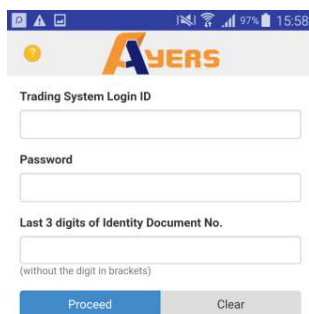 97% 15:58
?
AYERS
Trading System Login ID
Password
Last 3 digits of Identity Document No.
(without the digit in brackets)
Proceed Clear